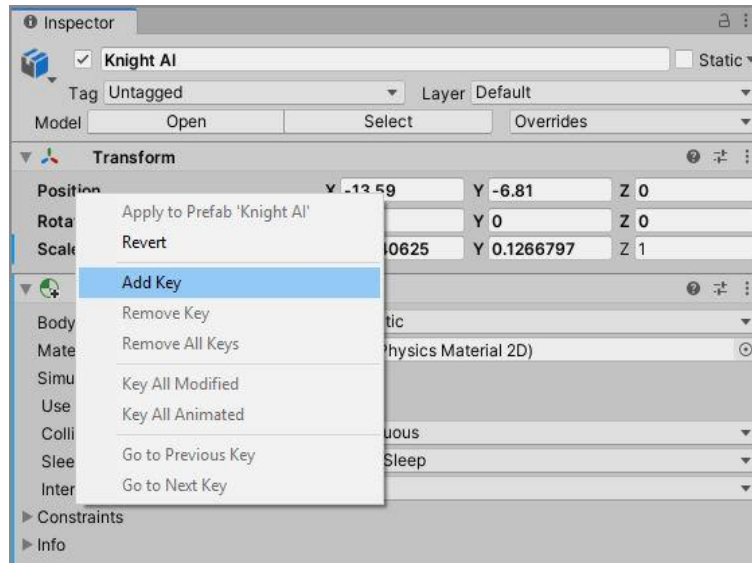 Inspector
Knight AI Static
Tag Untagged Layer Default
Model Open Select Overrides
Transform
Position X -13.59 Y -6.81 Z 0
Apply to Prefab 'Knight AI'
Rota Y 0 Z 0
Revert
Scale 40625 Y 0.1266797 Z 1
Add Key
Body tic
Remove Key
Mate Physics Material 2D)
Remove All Keys
Simu
Key All Modified
Use
Key All Animated
Colli uous
Slee Sleep
Go to Previous Key
Inter
Go to Next Key
Constraints
Info